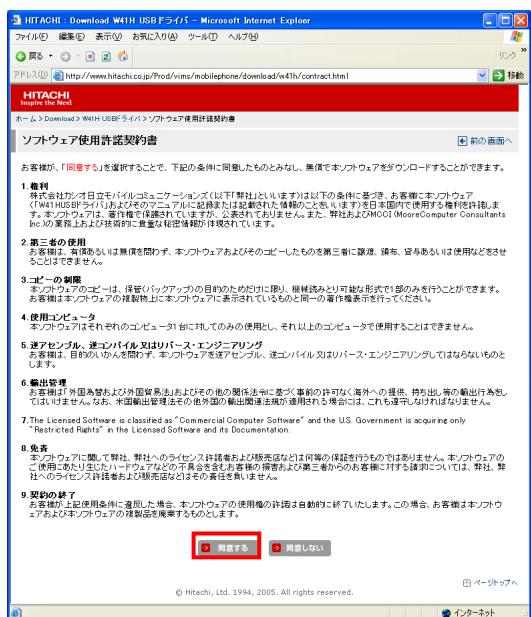 HITACHI : Download W41H USBドライバ - Microsoft Internet Exploer
ファイル(F) 編集(E) 表示(V) お気に入り(A) ツール(T) ヘルプ(H)
戻る
リンク
アドレス(D) http://www.hitachi.co.jp/Prod/vims/mobilephone/download/w41h/contract.html 移動
HITACHI
Inspire the Next
ホーム > Download > W41H USBドライバ > ソフトウェア使用許諾契約書
ソフトウェア使用許諾契約書
前の画面へ
お客様が、「同意する」を選択することで、下記の条件に同意したものとみなし、無償で本ソフトウェアをダウンロードすることができます。
1.権利
株式会社カシオ日立モバイルコミュニケーションズ(以下「弊社」といいます)は以下の条件に基づき、お客様に本ソフトウェア
(「W41HUSBドライバ」およびそのマニュアルに記録または記載された情報のことをいいます)を日本国内で使用する権利を許諾しま
す。本ソフトウェアは、著作権で保護されていますが、公表されておりません。また、弊社およびMCCI (MooreComputer Consultants
Inc.)の業務上および技術的に貴重な秘密情報が体現されています。
2.第三者の使用
お客様は、有償あるいは無償を問わず、本ソフトウェアおよびそのコピーしたものを第三者に譲渡、頒布、貸与あるいは使用などをさせ
ることはできません。
3.コピーの制限
本ソフトウェアのコピーは、保管(バックアップ)の目的のためだけに限り、機械読みとり可能な形式で1部のみを行うことができます。
お客様は本ソフトウェアの複製物上に本ソフトウェアに表示されているものと同一の著作権表示を行ってください。
4.使用コンピュータ
本ソフトウェアはそれぞれのコンピュータ1台に対してのみの使用とし、それ以上のコンピュータで使用することはできません。
5.逆アセンブル、逆コンパイル又はリバース・エンジニアリング
お客様は、目的のいかんを問わず、本ソフトウェアを逆アセンブル、逆コンパイル又はリバース・エンジニアリングしてはならないものと
します。
6.輸出管理
お客様は「外国為替および外国貿易法」およびその他の関係法令に基づく事前の許可なく海外への提供、持ち出し等の輸出行為をし
てはいけません。なお、米国輸出管理法その他外国の輸出関連法規が適用される場合には、これも遵守しなければなりません。
7.The Licensed Software is classified as "Commercial Computer Software" and the U.S. Government is acquiring only
"Restricted Rights" in the Licensed Software and its Documentation.
8.免責
本ソフトウェアに関して弊社、弊社へのライセンス許諾者および販売店などは何等の保証を行うものではありません。本ソフトウェアの
ご使用にあたり生じたハードウェアなどの不具合を含むお客様の損害および第三者からのお客様に対する請求については、弊社、弊
社へのライセンス許諾者および販売店などはその責任を負いません。
9.契約の終了
お客様が上記使用条件に違反した場合、本ソフトウェアの使用権の許諾は自動的に終了いたします。この場合、お客様は本ソフトウ
ェアおよび本ソフトウェアの複製品を廃棄するものとします。
同意する 同意しない
ページトップへ
© Hitachi, Ltd. 1994, 2005. All rights reserved.
インターネット